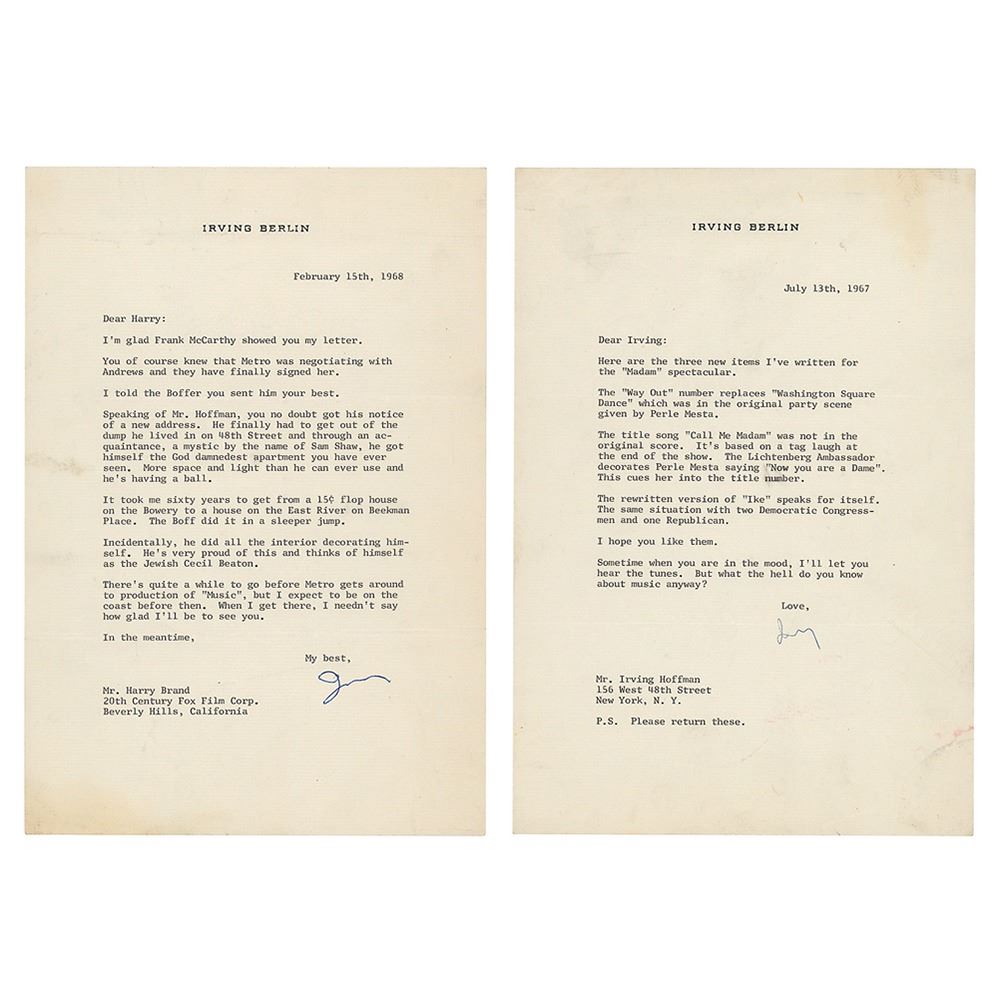 IRVING BERLIN
February 15th, 1968
Dear Harry:
I'm glad Frank McCarthy showed you my letter.
You of course knew that Metro was negotiating with
Andrews and they have finally signed her.
I told the Boffer you sent him your best.
Speaking of Mr. Hoffman, you no doubt got his notice
of a new address. He finally had to get out of the
dump he lived in on 48th Street and through an ac-
quaintance, a mystic by the name of Sam Shaw, he got
himself the God damnedest apartment you have ever
seen. More space and light than he can ever use and
he's having a ball.
It took me sixty years to get from a 15¢ flop house
on the Bowery to a house on the East River on Beekman
Place. The Boff did it in a sleeper jump.
Incidentally, he did all the interior decorating him-
self. He's very proud of this and thinks of himself
as the Jewish Cecil Beaton.
There's quite a while to go before Metro gets around
to production of "Music", but I expect to be on the
coast before then. When I get there, I needn't say
how glad I'll be to see you.
In the meantime,
My best,
Mr. Harry Brand
20th Century Fox Film Corp.
Beverly Hills, California
IRVING BERLIN
July 13th, 1967
Dear Irving:
Here are the three new items I've written for
the "Madam" spectacular.
The "Way Out" number replaces "Washington Square
Dance" which was in the original party scene
given by Perle Mesta.
The title song "Call Me Madam" was not in the
original score. It's based on a tag laugh at
the end of the show. The Lichtenberg Ambassador
decorates Perle Mesta saying "Now you are a Dame".
This cues her into the title number.
The rewritten version of "Ike" speaks for itself.
The same situation with two Democratic Congress-
men and one Republican.
I hope you like them.
Sometime when you are in the mood, I'll let you
hear the tunes. But what the hell do you know
about music anyway?
Love,
Mr. Irving Hoffman
156 West 48th Street
New York, N. Y.
P.S. Please return these.